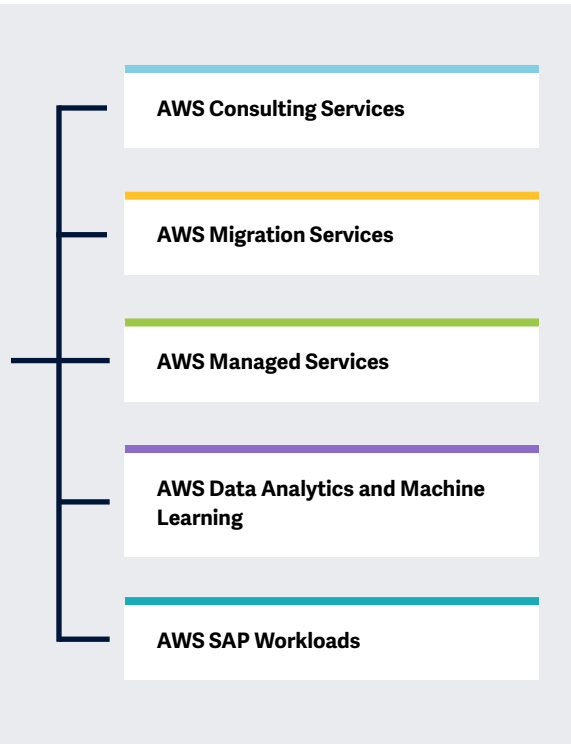 AWS Consulting Services
AWS Migration Services
AWS Managed Services
AWS Data Analytics and Machine
Learning
AWS SAP Workloads